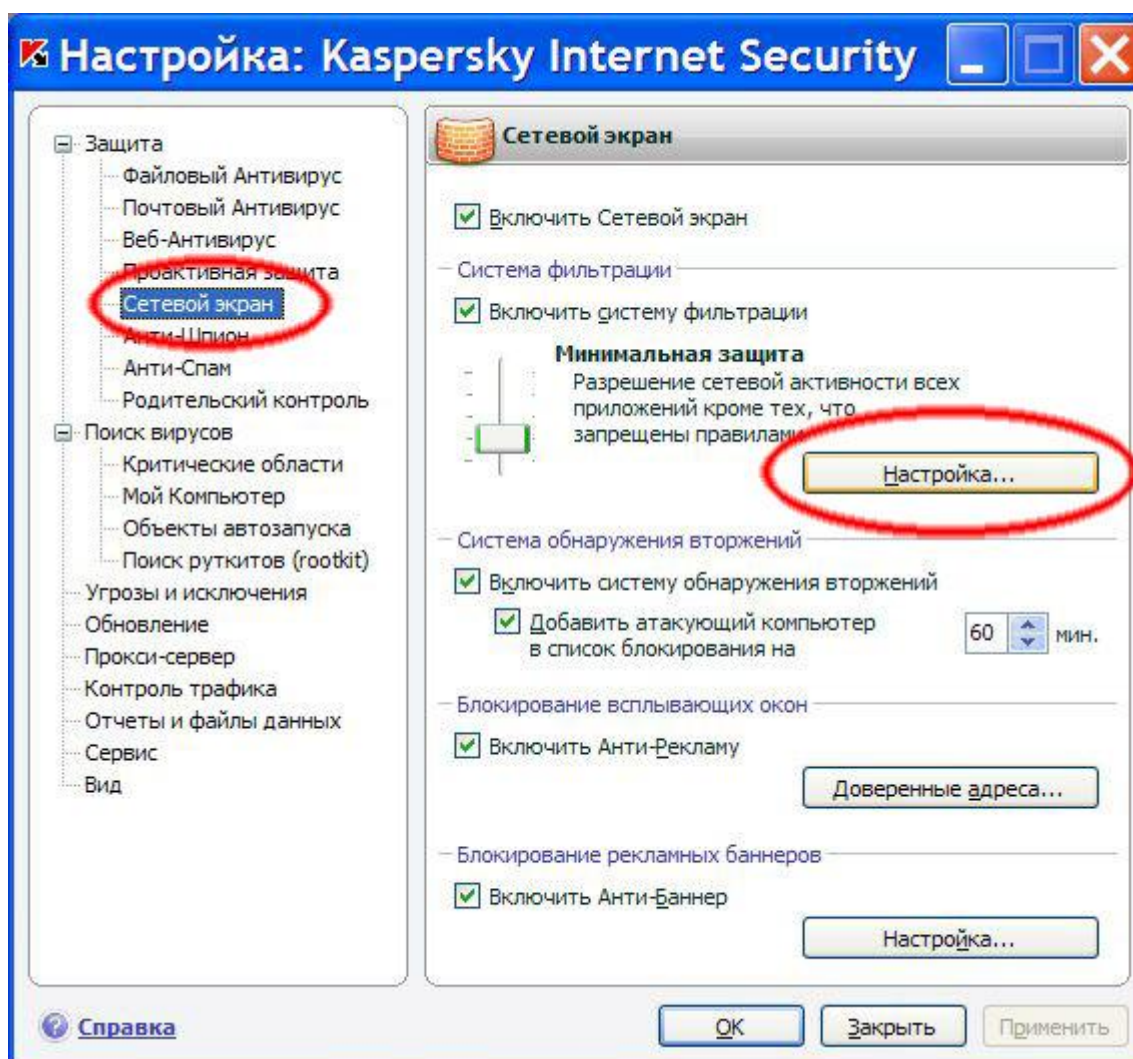 Настройка: Kaspersky Internet Security
Защита
Файловый Антивирус
Почтовый Антивирус
Веб-Антивирус
Проактивная защита
Сетевой экран
Анти-Шпион
Анти-Спам
Родительский контроль
Поиск вирусов
Критические области
Мой Компьютер
Объекты автозапуска
Поиск руткитов (rootkit)
Угрозы и исключения
Обновление
Прокси-сервер
Контроль трафика
Отчеты и файлы данных
Сервис
Вид
Сетевой экран
Включить Сетевой экран
Система фильтрации
Включить систему фильтрации
Минимальная защита
Разрешение сетевой активности всех
приложений кроме тех, что
запрещены правилами
Настройка...
Система обнаружения вторжений
Включить систему обнаружения вторжений
Добавить атакующий компьютер
в список блокирования на
60 мин.
Блокирование всплывающих окон
Включить Анти-Рекламу
Доверенные адреса...
Блокирование рекламных баннеров
Включить Анти-Баннер
Настройка...
Справка
OK
Закрыть
Применить